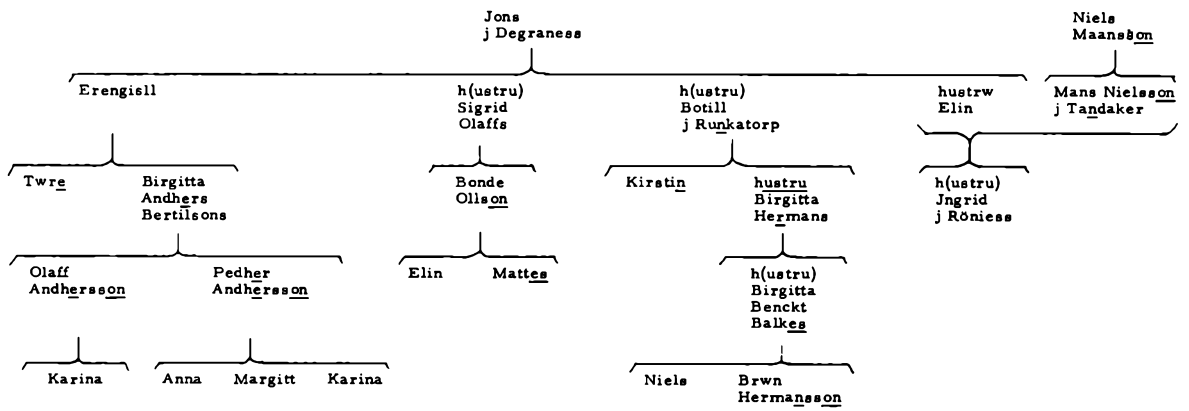 Jons
j Degraness
Niels
Maansson
Erengisll
h(ustru)
Sigrid
Olaffs
h(ustru)
Botill
j Runkatorp
hustrw
Elin
Mans Nielsson
j Tandaker
Twre
Birgitta
Andhers
Bertilsons
Bonde
Ollson
Kirstin
hustru
Birgitta
Hermans
h(ustru)
Jngrid
j Röniess
Olaff
Andhersson
Pedher
Andhersson
Elin
Mattes
h(ustru)
Birgitta
Benckt
Balkes
Karina
Anna
Margitt
Karina
Niels
Brwn
Hermansson